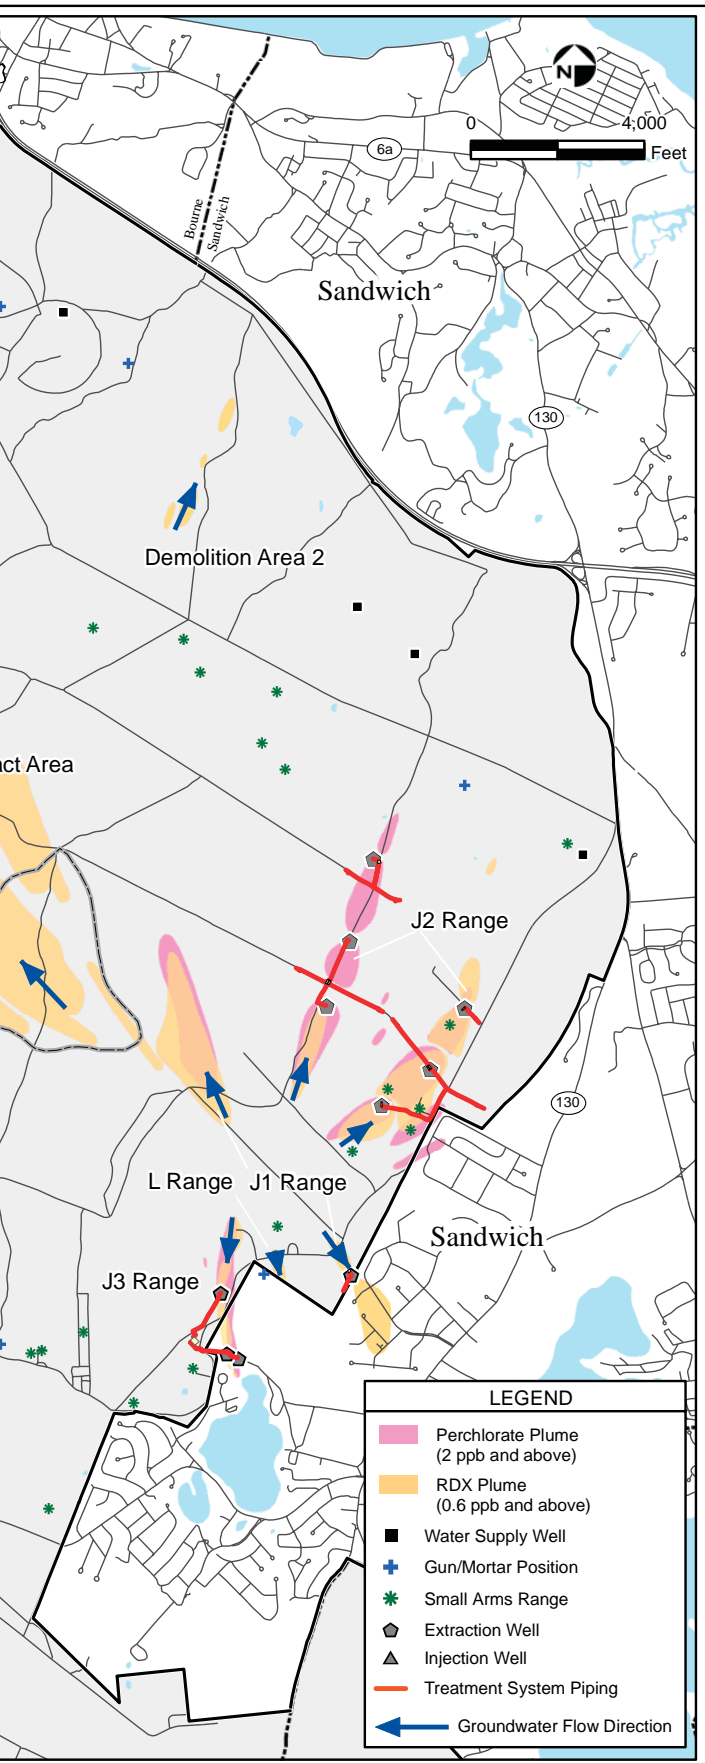 N
0 4,000
Feet
6a
Bourne
Sandwich
Sandwich
130
Demolition Area 2
act Area
J2 Range
130
L Range J1 Range
Sandwich
J3 Range
LEGEND
Perchlorate Plume
(2 ppb and above)
RDX Plume
(0.6 ppb and above)
Water Supply Well
Gun/Mortar Position
Small Arms Range
Extraction Well
Injection Well
Treatment System Piping
Groundwater Flow Direction